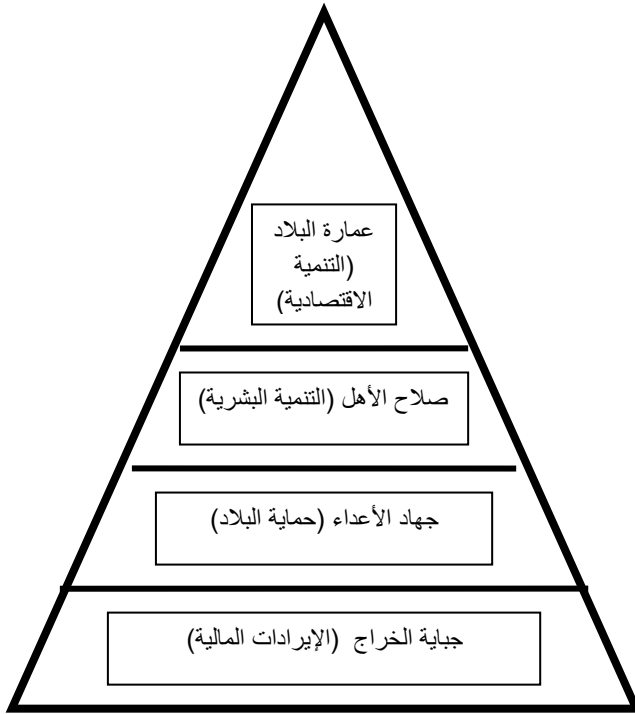 عمارة البلاد
(التنمية
الاقتصادية)
صلاح الأهل (التنمية البشرية)
جهاد الأعداء (حماية البلاد)
جباية الخراج (الإيرادات المالية)